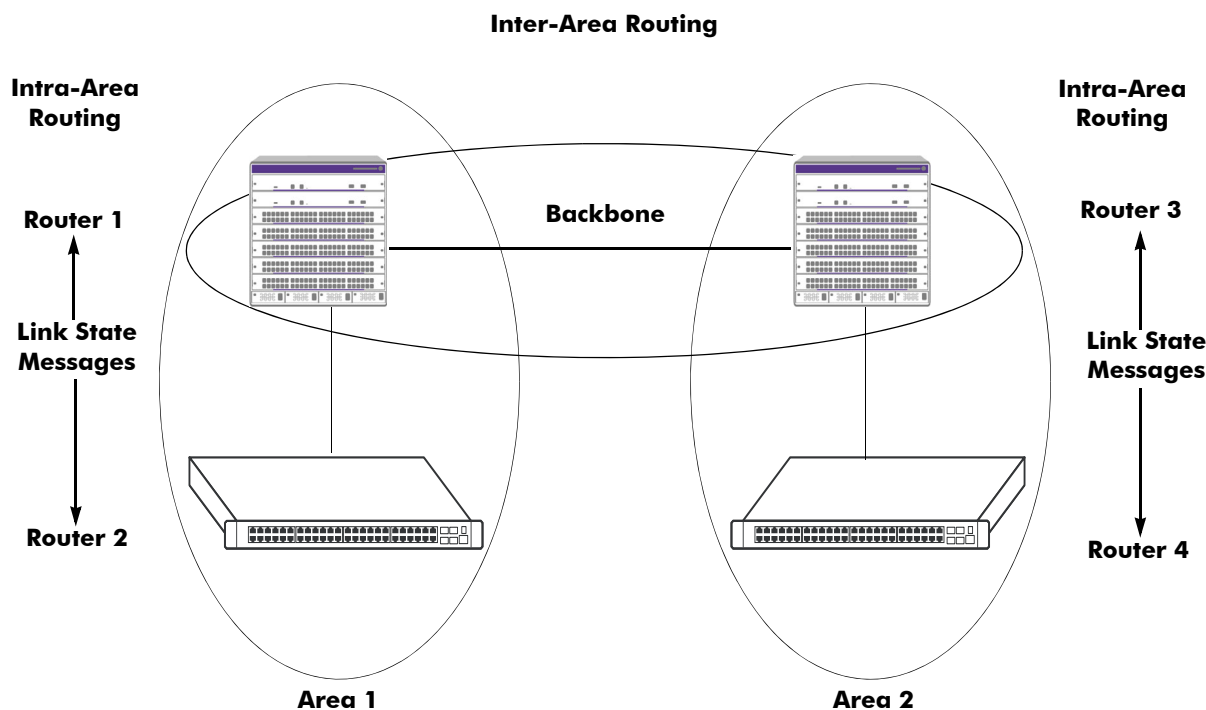 Inter-Area Routing
Intra-Area
Routing
Intra-Area
Routing
Router 1
Backbone
Router 3
Link State
Messages
Link State
Messages
Router 2
Router 4
Area 1
Area 2